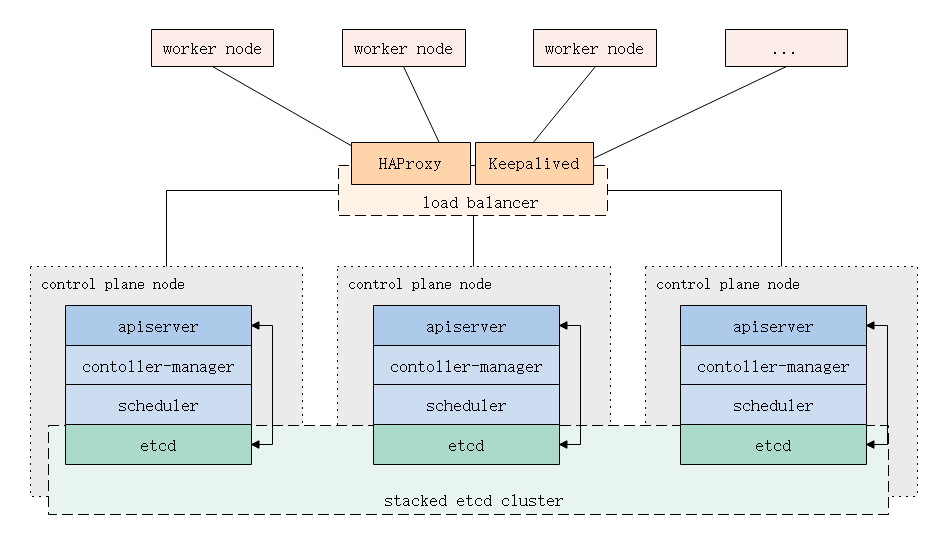 worker node
worker node
worker node
...
HAProxy
Keepalived
load balancer
control plane node
control plane node
control plane node
apiserver
contoller-manager
scheduler
etcd
apiserver
contoller-manager
scheduler
etcd
apiserver
contoller-manager
scheduler
etcd
stacked etcd cluster